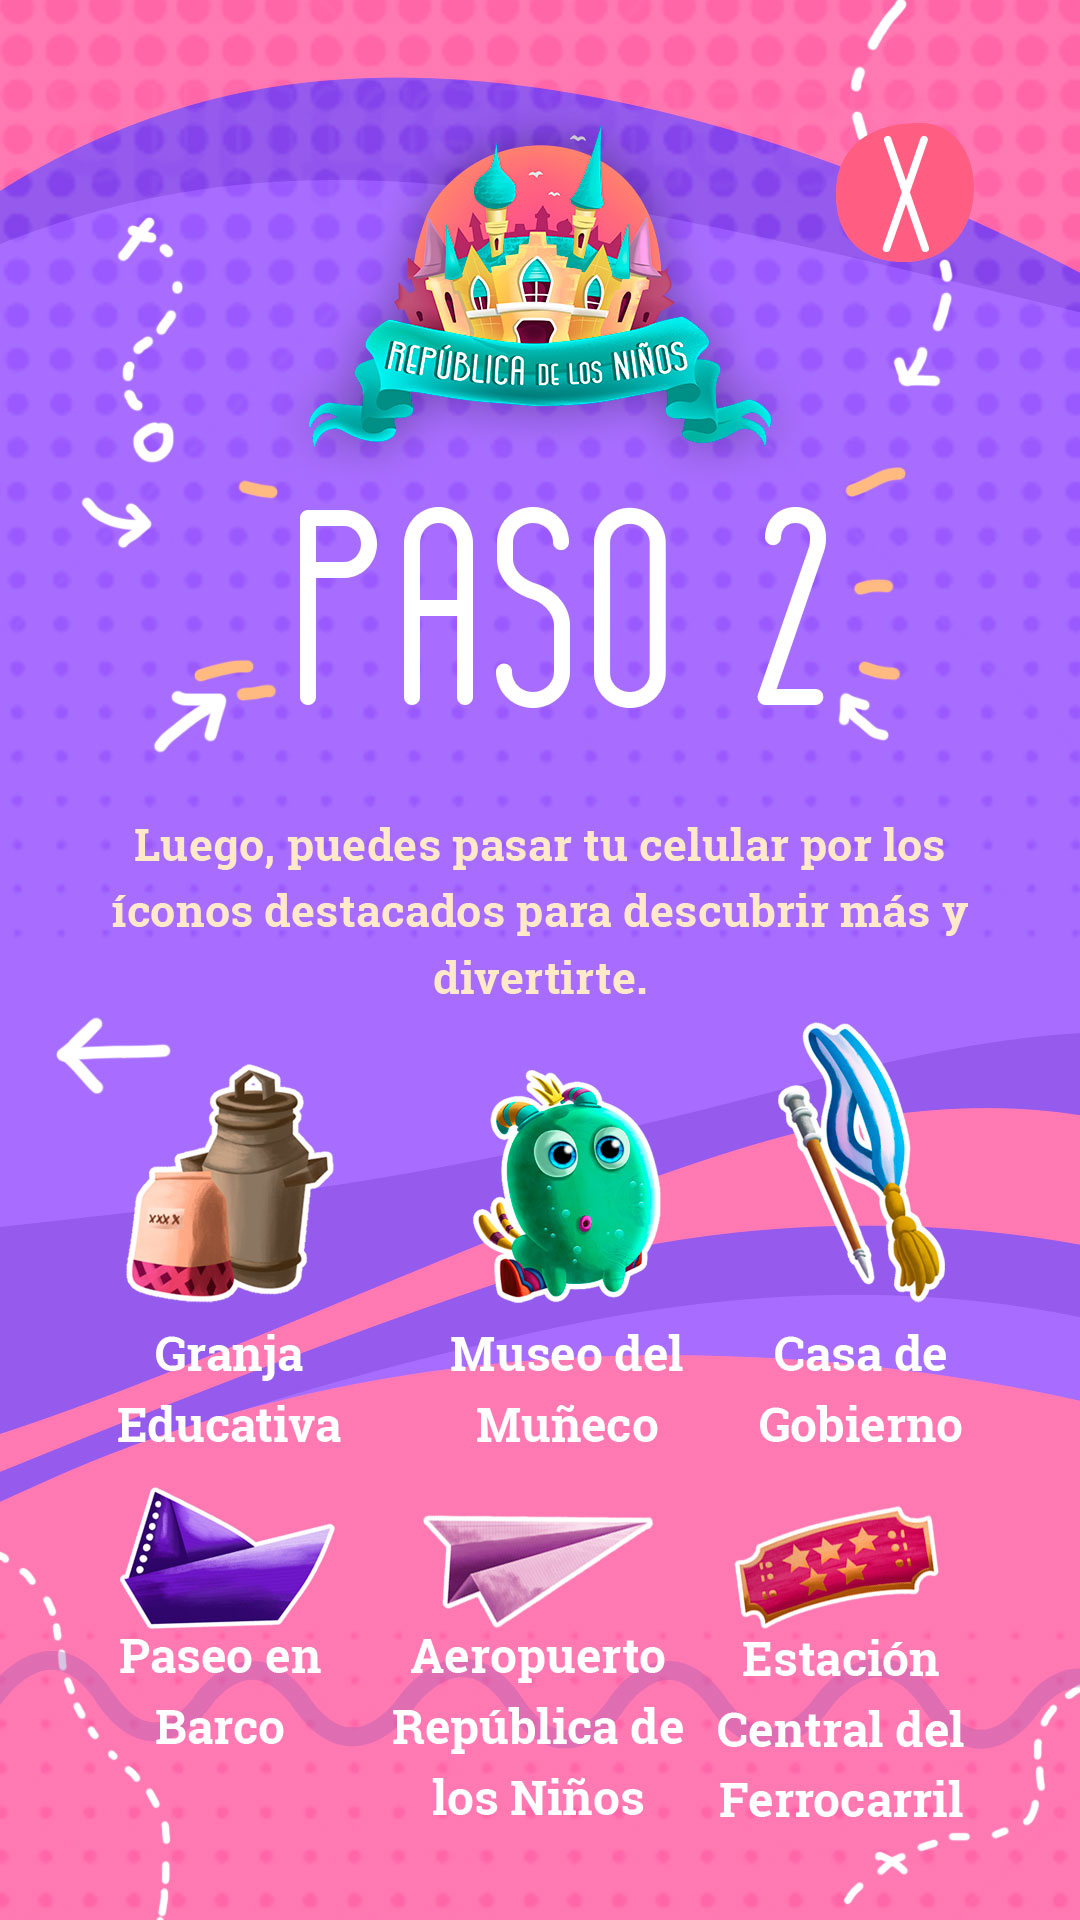 X
REPÚBLICA DE LOS NIÑOS
PASO 2
Luego, puedes pasar tu celular por los
íconos destacados para descubrir más y
divertirte.
XXX X
Granja
Educativa
Museo del
Muñeco
Casa de
Gobierno
Paseo en
Barco
Aeropuerto
República de
los Niños
Estación
Central del
Ferrocarril